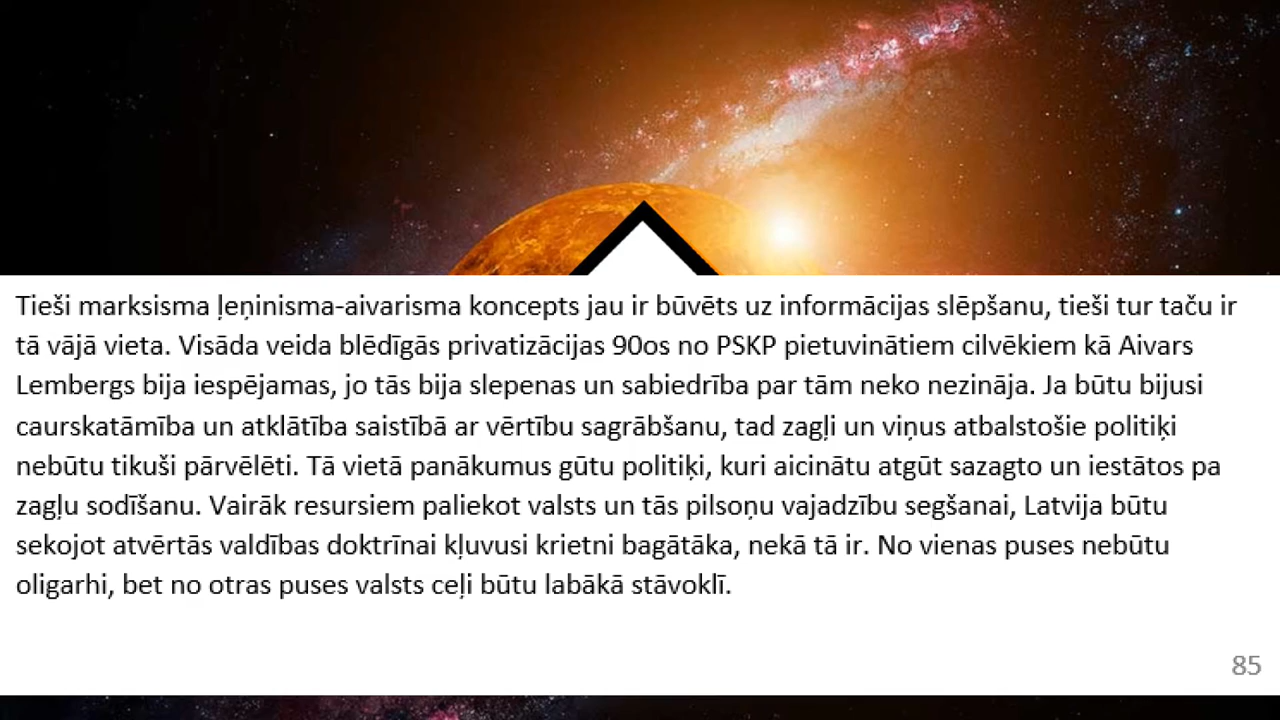 Tieši marksisma ļeņinisma-aivarisma koncepts jau ir būvēts uz informācijas slēpšanu, tieši tur taču ir
tā vājā vieta. Visāda veida blēdīgās privatizācijas 90os no PSKP pietuvinātiem cilvēkiem kā Aivars
Lembergs bija iespējamas, jo tās bija slepenas un sabiedrība par tām neko nezināja. Ja būtu bijusi
caurskatāmība un atklātība saistībā ar vērtību sagrābšanu, tad zagļi un viņus atbalstošie politiķi
nebūtu tikuši pārvēlēti. Tā vietā panākumus gūtu politiķi, kuri aicinātu atgūt sazagto un iestātos pa
zagļu sodīšanu. Vairāk resursiem paliekot valsts un tās pilsoņu vajadzību segšanai, Latvija būtu
sekojot atvērtās valdības doktrīnai kļuvusi krietni bagātāka, nekā tā ir. No vienas puses nebūtu
oligarhi, bet no otras puses valsts ceļi būtu labākā stāvoklī.
85